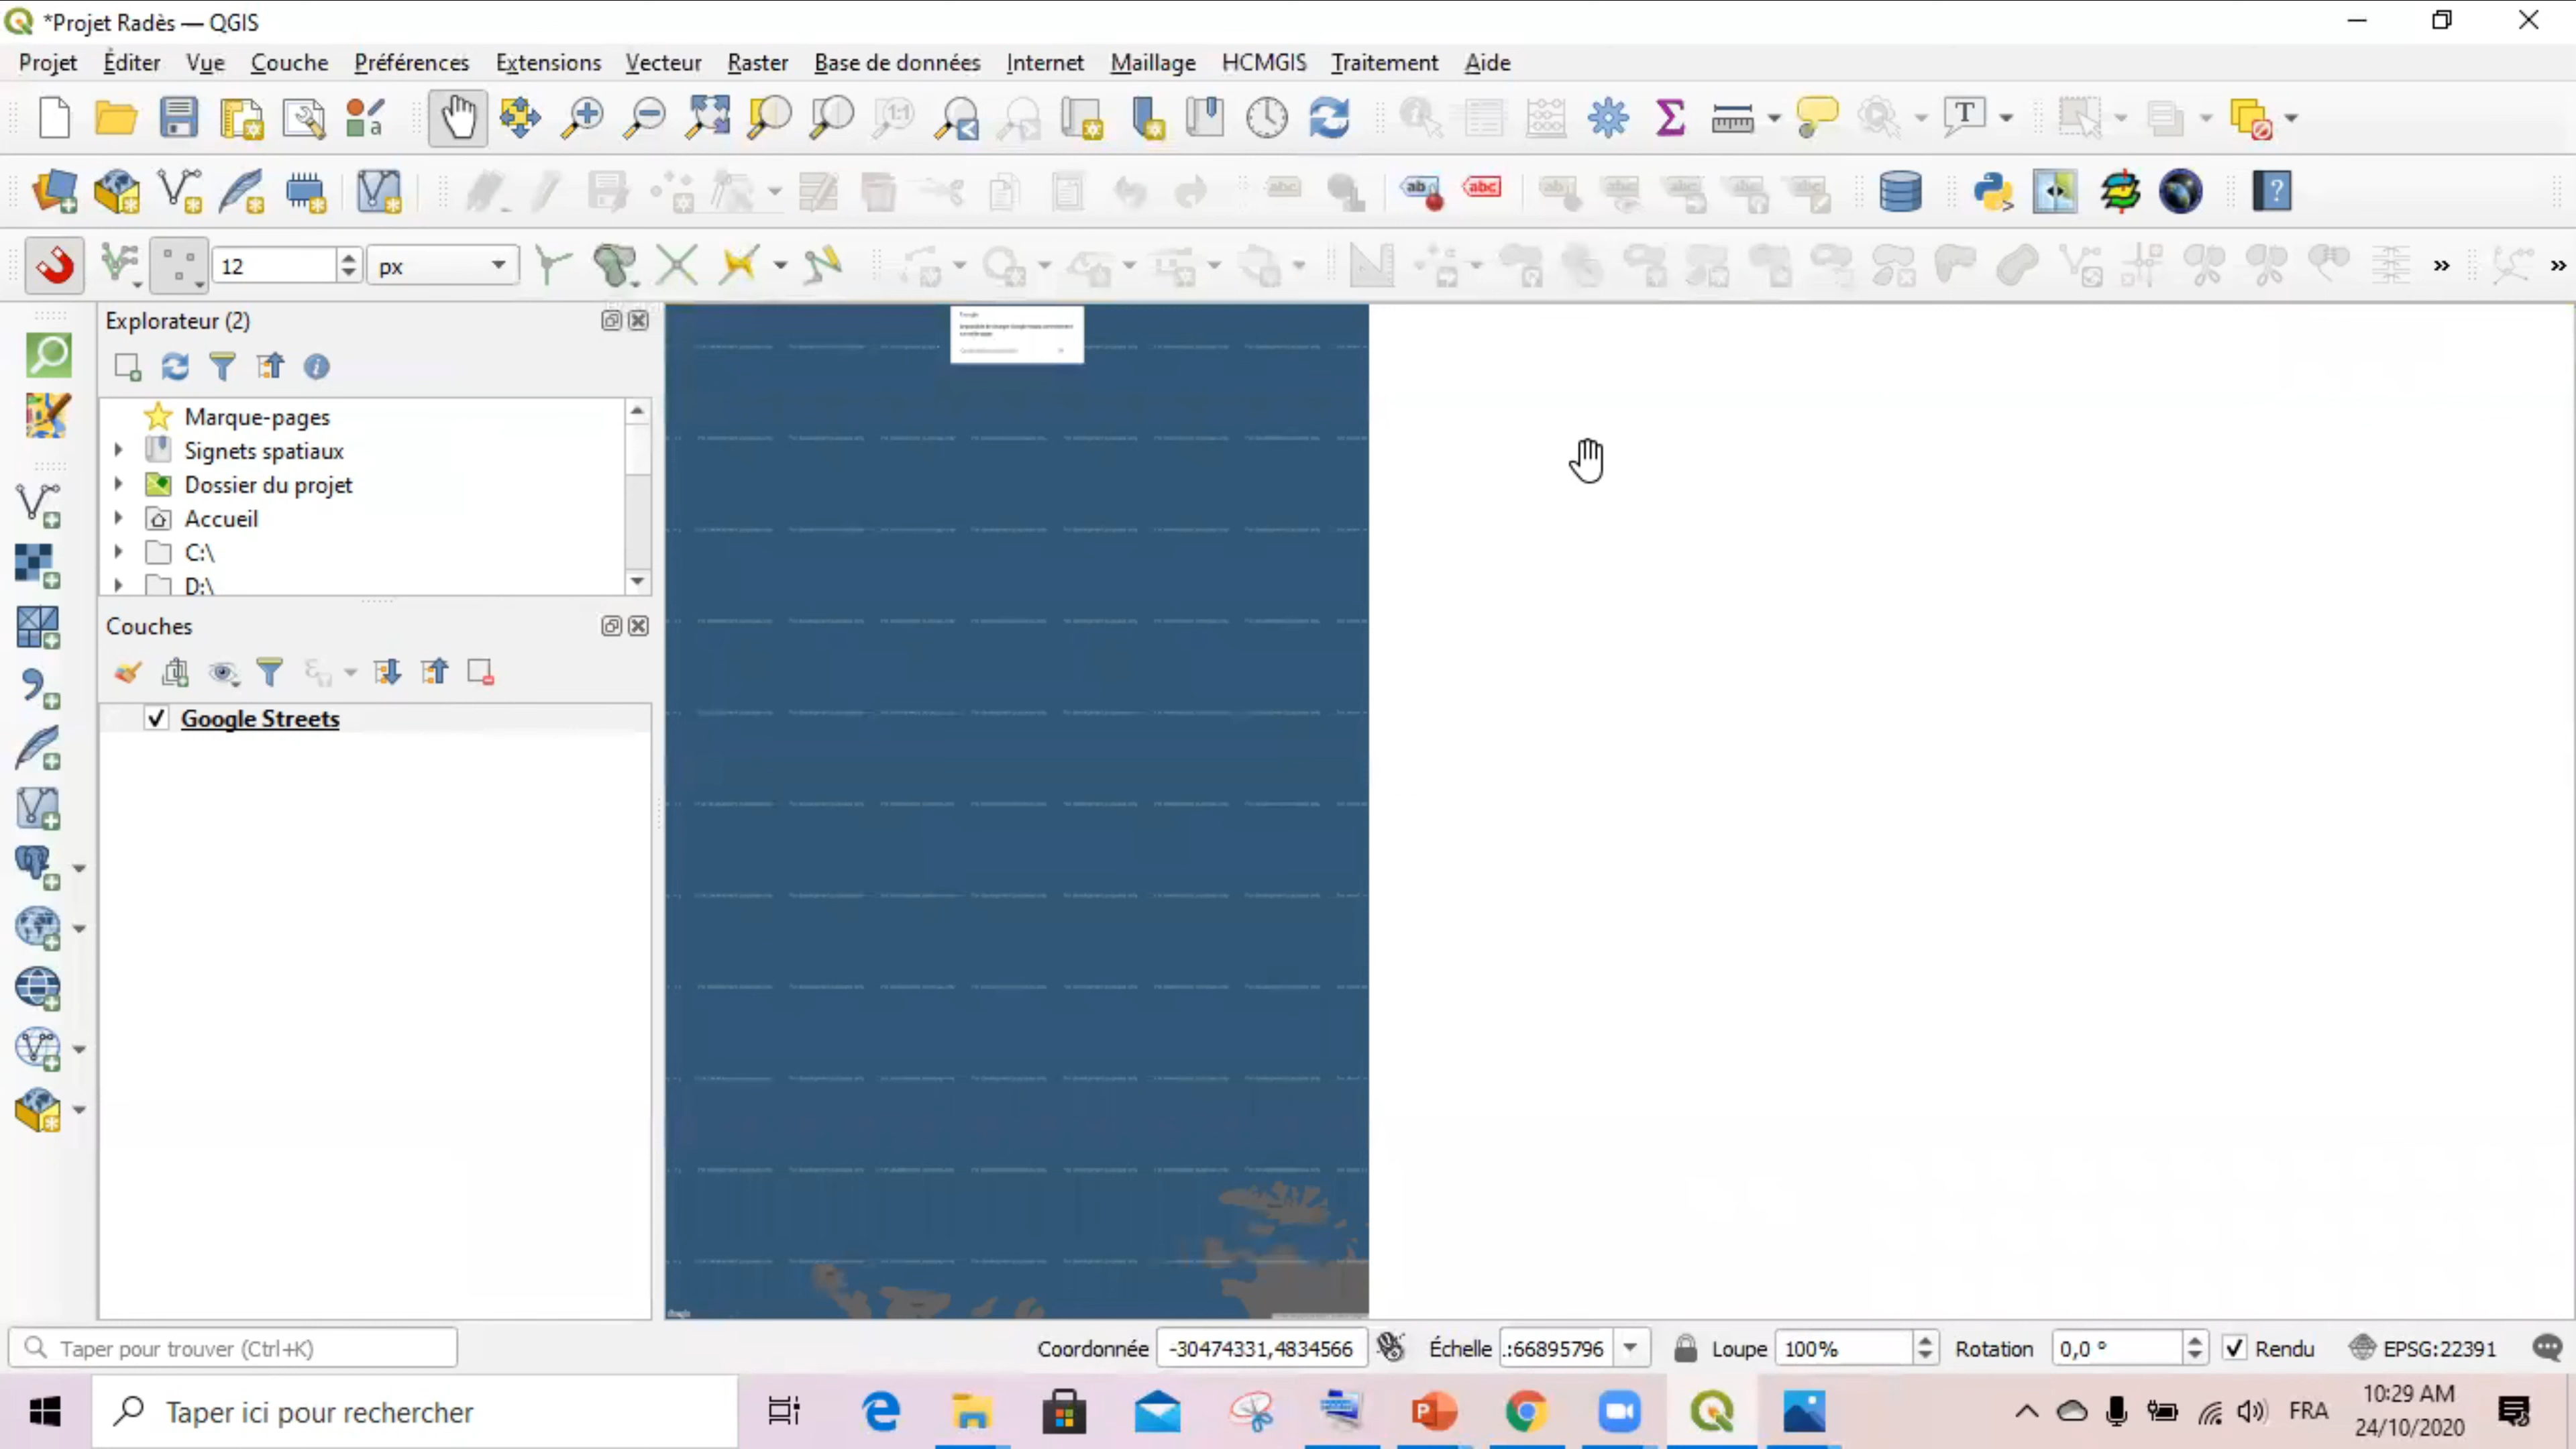 *Projet Radès — QGIS
Projet Éditer Vue Couche Préférences Extensions Vecteur Raster Base de données Internet Maillage HCMGIS Traitement Aide
12 px
Explorateur (2)
Marque-pages
Signets spatiaux
Dossier du projet
Accueil
C:\
D:\
Couches
Google Streets
Taper pour trouver (Ctrl+K) Coordonnée -30474331,4834566 Échelle .:66895796 Loupe 100% Rotation 0,0 ° Rendu EPSG:22391
Taper ici pour rechercher
FRA
10:29 AM
24/10/2020